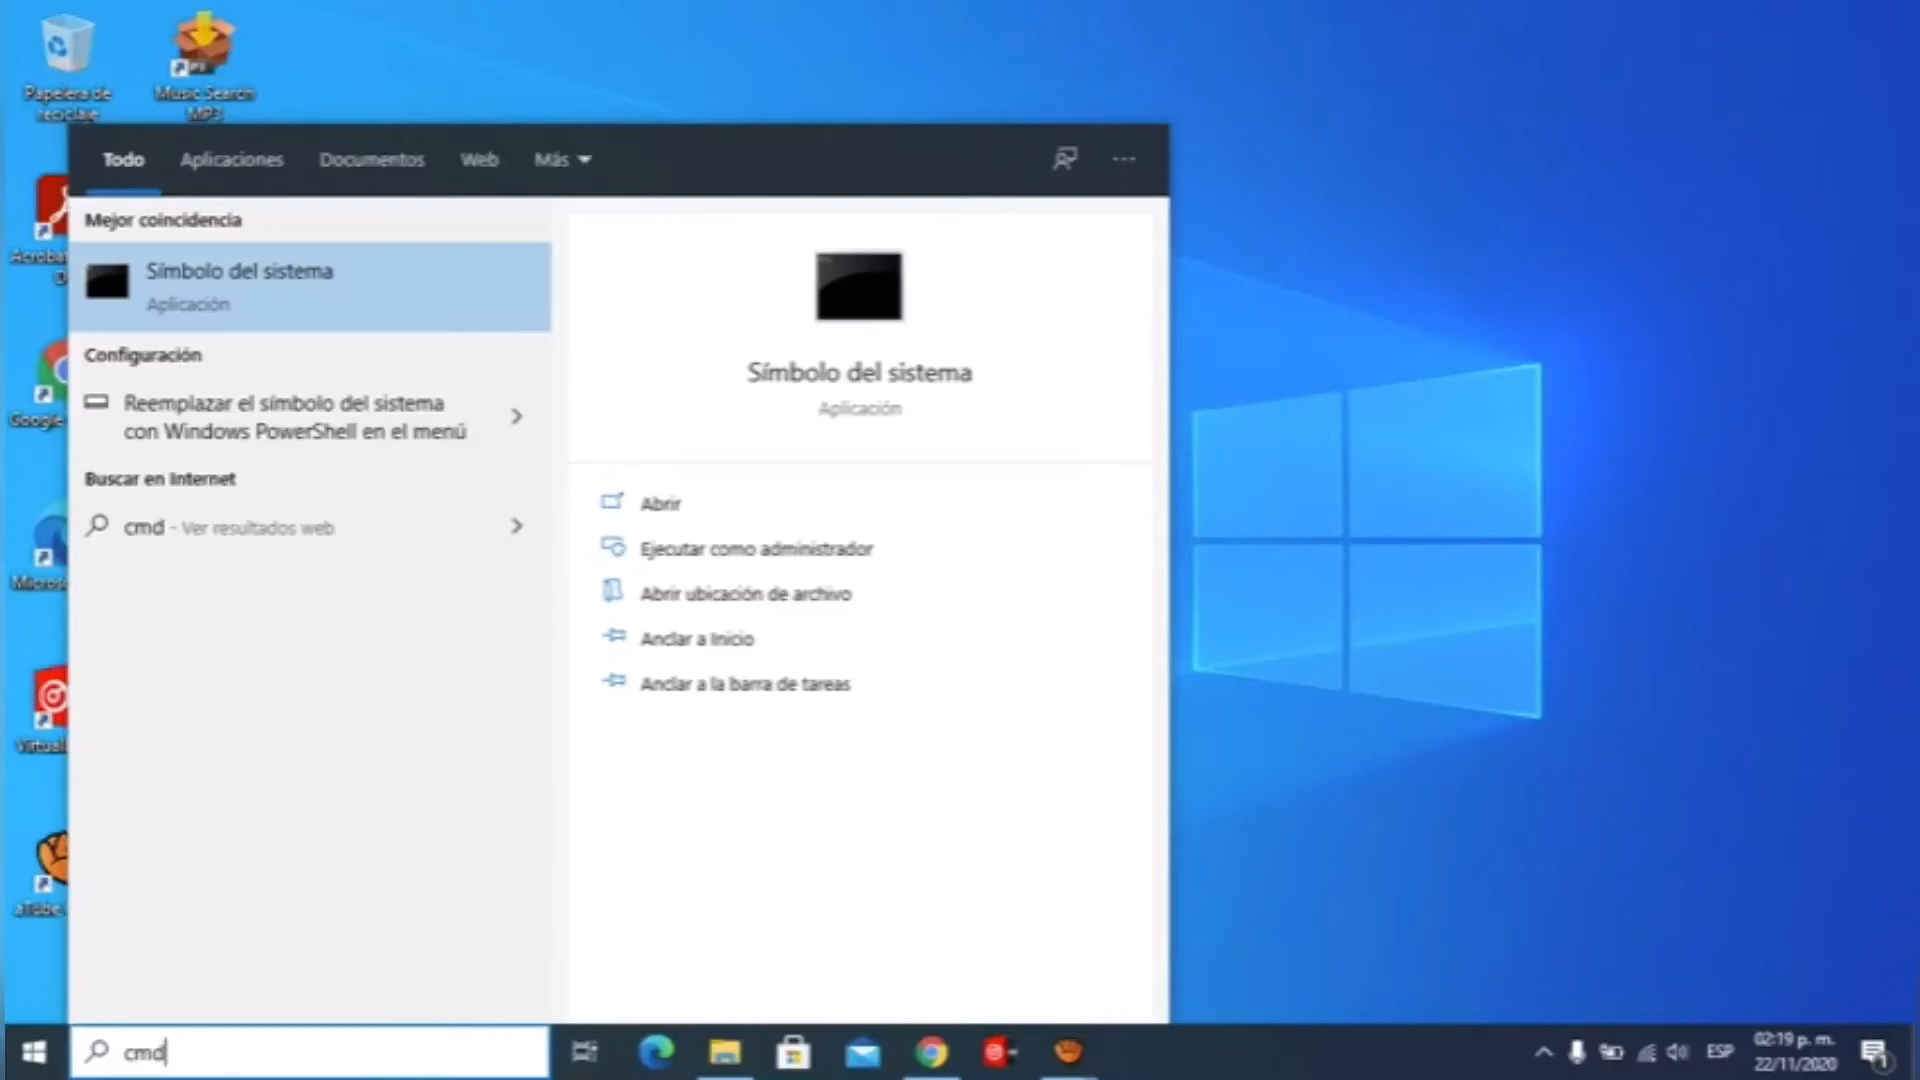 Papelera de
reciclaje
Music Search
MP3
Todo
Aplicaciones
Documentos
Web
Más
Mejor coincidencia
Símbolo del sistema
Aplicación
Configuración
Reemplazar el símbolo del sistema
con Windows PowerShell en el menú
Buscar en Internet
cmd - Ver resultados web
Símbolo del sistema
Aplicación
Abrir
Ejecutar como administrador
Abrir ubicación de archivo
Anclar a Inicio
Anclar a la barra de tareas
Acrobat
Google
cmd
ESP
02:19 p. m.
22/11/2020
1